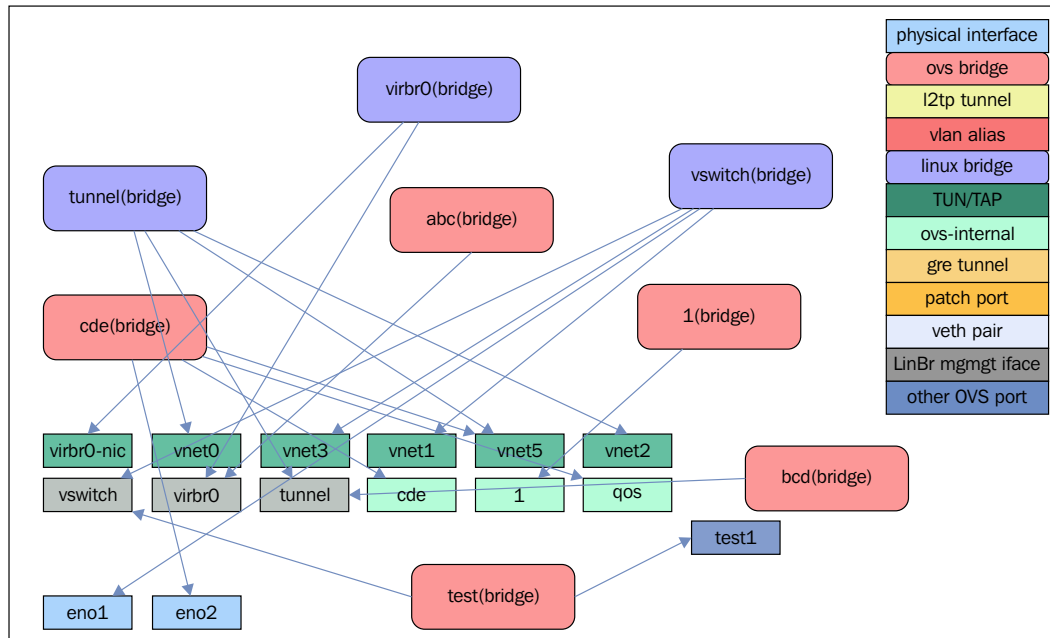 physical interface
ovs bridge
l2tp tunnel
vlan alias
linux bridge
TUN/TAP
ovs-internal
gre tunnel
patch port
veth pair
LinBr mgmgt iface
other OVS port
virbr0(bridge)
tunnel(bridge)
vswitch(bridge)
abc(bridge)
cde(bridge)
1(bridge)
virbr0-nic
vnet0
vnet3
vnet1
vnet5
vnet2
vswitch
virbr0
tunnel
cde
1
qos
bcd(bridge)
test1
test(bridge)
eno1
eno2